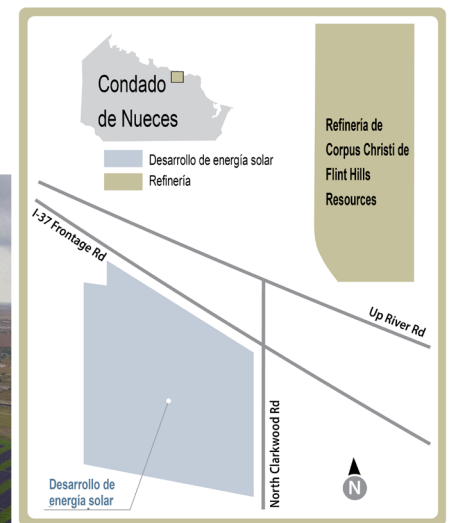 Condado
de Nueces
Desarrollo de energía solar
Refinería
Refinería de
Corpus Christi de
Flint Hills
Resources
I-37 Frontage Rd
Up River Rd
North Clarkwood Rd
Desarrollo de
energía solar
N